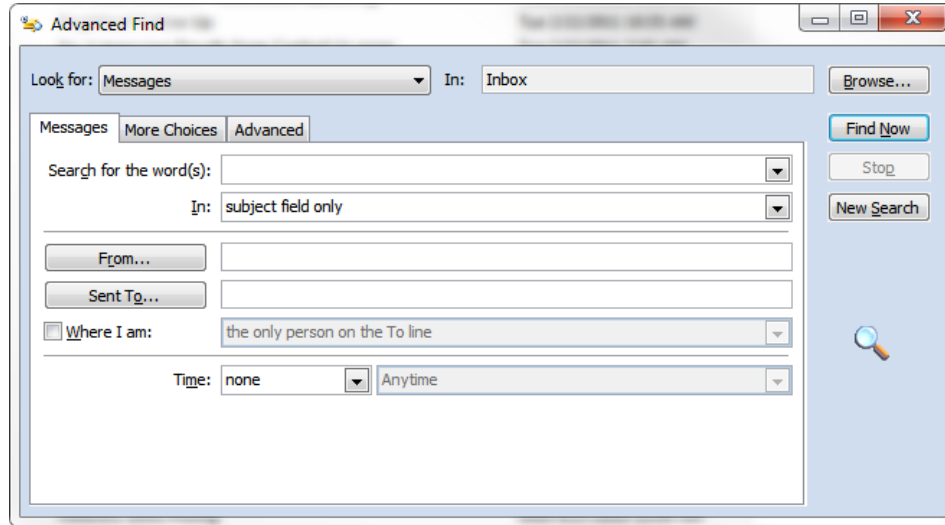 Advanced Find
Look for: Messages In: Inbox Browse...
Messages More Choices Advanced Find Now
Search for the word(s): Stop
In: subject field only New Search
From...
Sent To...
Where I am: the only person on the To line
Time: none Anytime